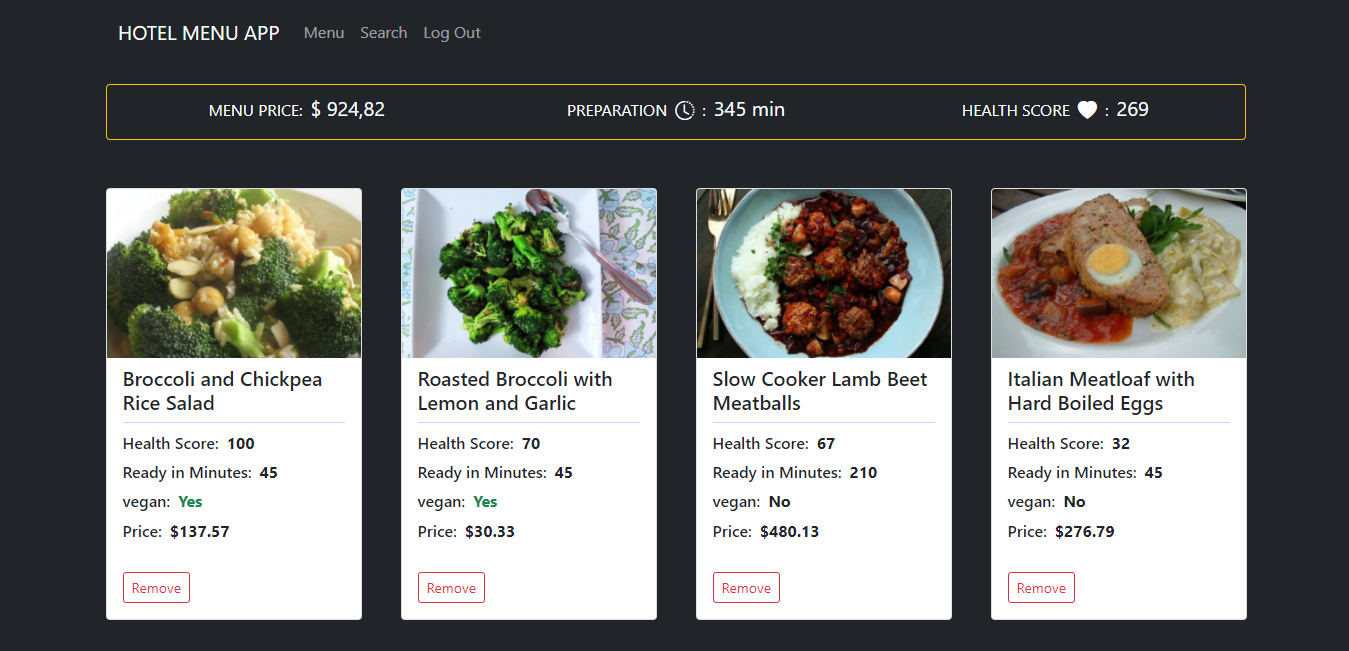 HOTEL MENU APP Menu Search Log Out
MENU PRICE: $ 924,82 PREPARATION : 345 min HEALTH SCORE : 269
Broccoli and Chickpea
Rice Salad
Health Score: 100
Ready in Minutes: 45
vegan: Yes
Price: $137.57
Remove
Roasted Broccoli with
Lemon and Garlic
Health Score: 70
Ready in Minutes: 45
vegan: Yes
Price: $30.33
Remove
Slow Cooker Lamb Beet
Meatballs
Health Score: 67
Ready in Minutes: 210
vegan: No
Price: $480.13
Remove
Italian Meatloaf with
Hard Boiled Eggs
Health Score: 32
Ready in Minutes: 45
vegan: No
Price: $276.79
Remove